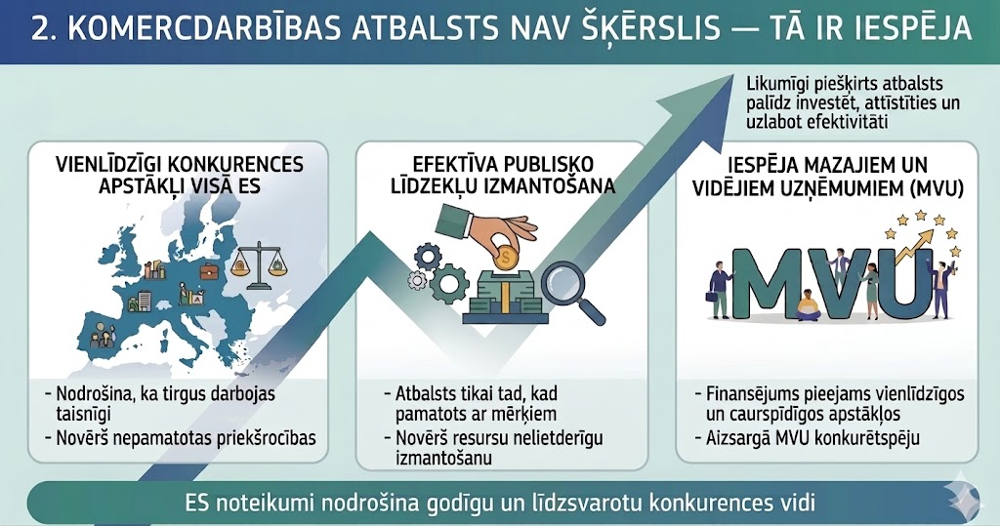 2. KOMERCDARBĪBAS ATBALSTS NAV ŠĶĒRSLIS — TĀ IR IESPĒJA
Likumīgi piešķirts atbalsts
palīdz investēt, attīstīties un
uzlabot efektivitāti
VIENLĪDZĪGI KONKURENCES
APSTĀKĻI VISĀ ES
- Nodrošina, ka tirgus darbojas
taisnīgi
- Novērš nepamatotas priekšrocības
EFEKTĪVA PUBLISKO
LĪDZEKĻU IZMANTOŠANA
$
- Atbalsts tikai tad, kad
pamatots ar mērķiem
- Novērš resursu nelietderīgu
izmantošanu
IESPĒJA MAZAJIEM UN
VIDĒJIEM UZŅĒMUMIEM (MVU)
MVU
- Finansējums pieejams vienlīdzīgos
un caurspīdīgos apstākļos
- Aizsargā MVU konkurētspēju
ES noteikumi nodrošina godīgu un līdzsvarotu konkurences vidi